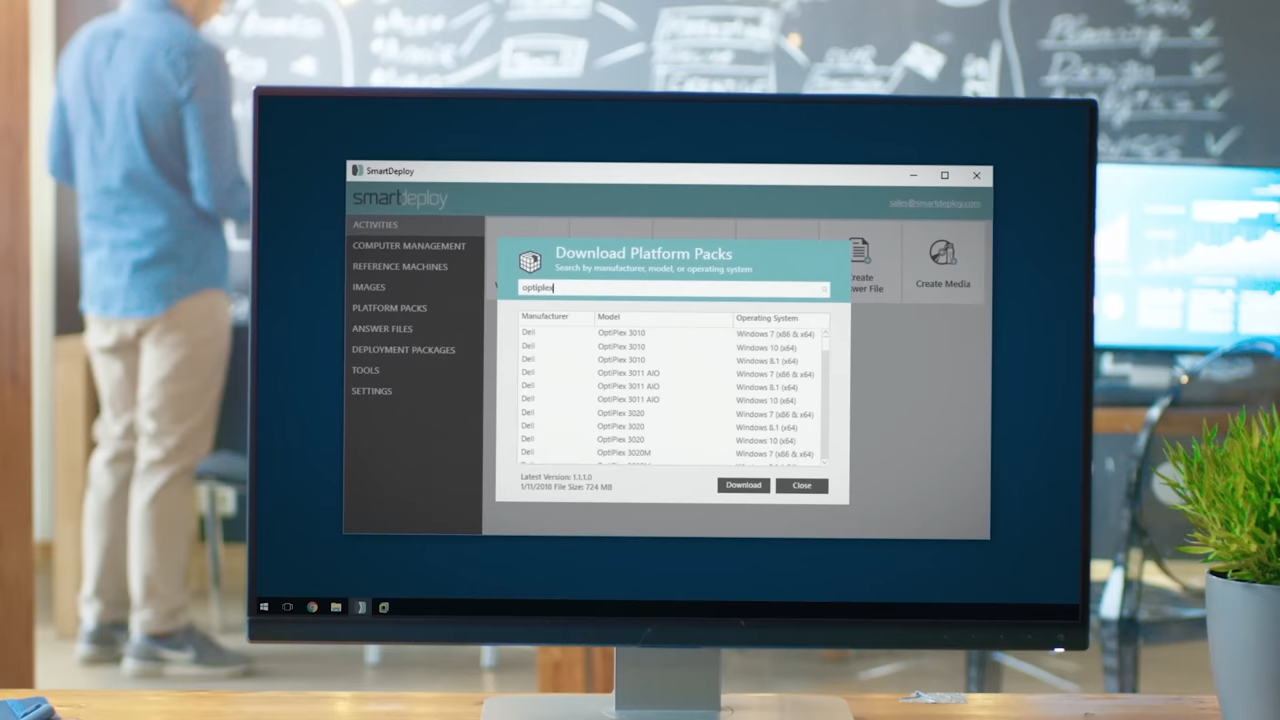 Planning ✓
Design ✓
SmartDeploy
smartdeploy
sales@smartdeploy.com
ACTIVITIES
COMPUTER MANAGEMENT
REFERENCE MACHINES
IMAGES
PLATFORM PACKS
ANSWER FILES
DEPLOYMENT PACKAGES
TOOLS
SETTINGS
Create Media
Download Platform Packs
Search by manufacturer, model, or operating system
optiplex
Manufacturer Model Operating System
Dell OptiPlex 3010 Windows 7 (x86 & x64)
Dell OptiPlex 3010 Windows 10 (x64)
Dell OptiPlex 3010 Windows 8.1 (x64)
Dell OptiPlex 3011 AIO Windows 7 (x86 & x64)
Dell OptiPlex 3011 AIO Windows 8.1 (x64)
Dell OptiPlex 3011 AIO Windows 10 (x64)
Dell OptiPlex 3020 Windows 7 (x86 & x64)
Dell OptiPlex 3020 Windows 8.1 (x64)
Dell OptiPlex 3020 Windows 10 (x64)
Dell OptiPlex 3020M Windows 7 (x86 & x64)
Latest Version: 1.1.1.0
1/11/2018 File Size: 724 MB
Download Close